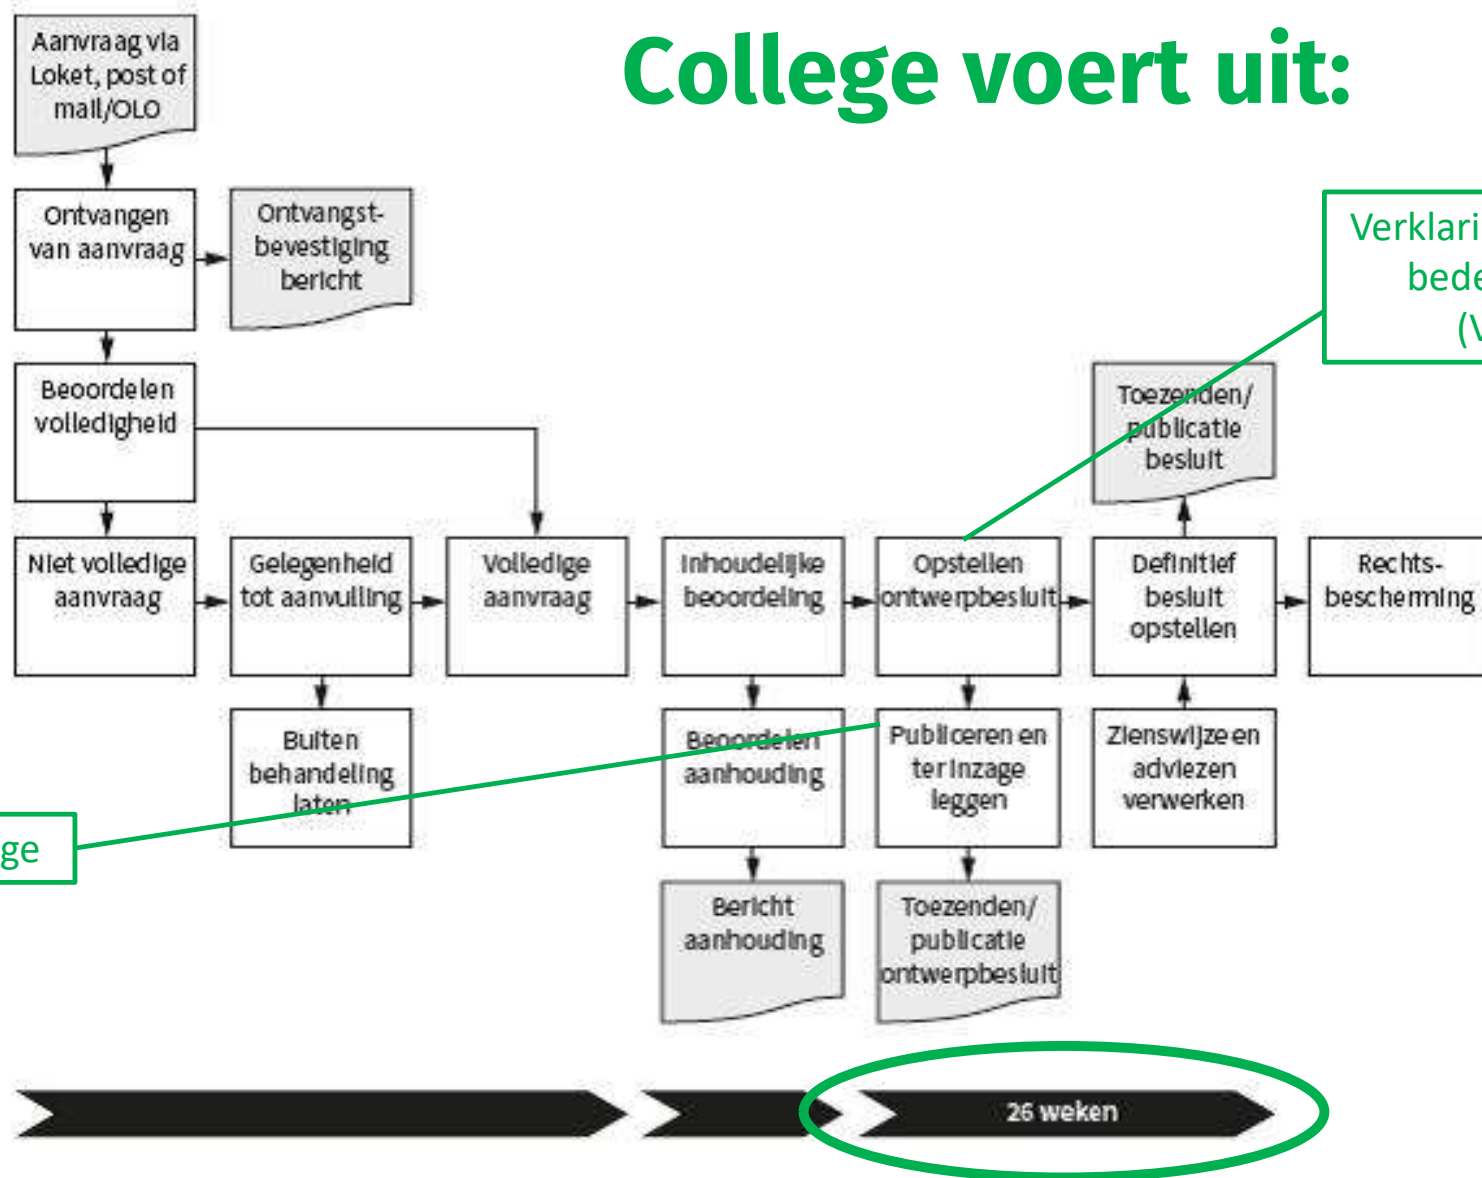 College voert uit:
Aanvraag via
Loket, post of
mail/OLO
Ontvangen
van aanvraag
Ontvangst-
bevestiging
bericht
Beoordelen
volledigheid
Niet volledige
aanvraag
Gelegenheid
tot aanvulling
Volledige
aanvraag
Inhoudelijke
beoordeling
Opstellen
ontwerpbesluit
Toezenden/
publicatie
besluit
Definitief
besluit
opstellen
Rechts-
bescherming
Buiten
behandeling
laten
Beoordelen
aanhouding
Publiceren en
ter inzage
leggen
Zienswijze en
adviezen
verwerken
Bericht
aanhouding
Toezenden/
publicatie
ontwerpbesluit
26 weken